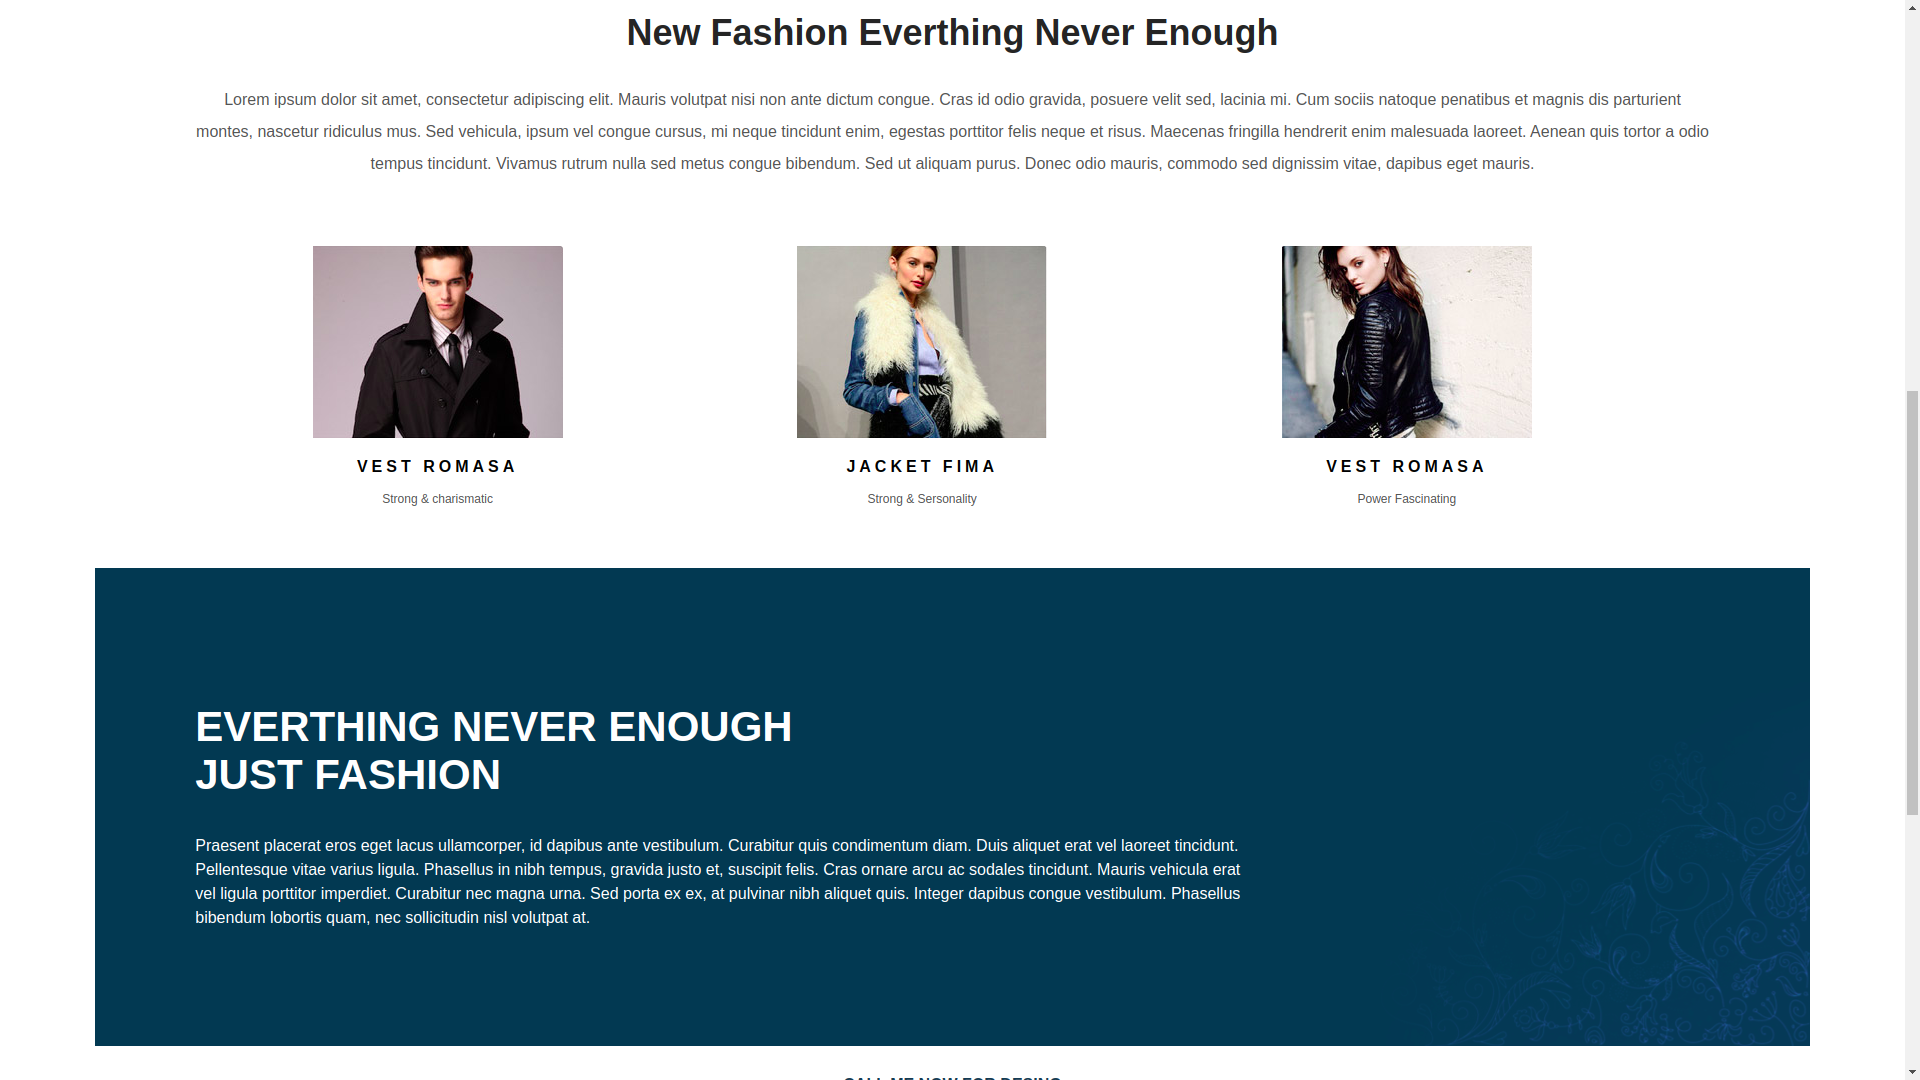 New Fashion Everthing Never Enough
Lorem ipsum dolor sit amet, consectetur adipiscing elit. Mauris volutpat nisi non ante dictum congue. Cras id odio gravida, posuere velit sed, lacinia mi. Cum sociis natoque penatibus et magnis dis parturient
montes, nascetur ridiculus mus. Sed vehicula, ipsum vel congue cursus, mi neque tincidunt enim, egestas porttitor felis neque et risus. Maecenas fringilla hendrerit enim malesuada laoreet. Aenean quis tortor a odio
tempus tincidunt. Vivamus rutrum nulla sed metus congue bibendum. Sed ut aliquam purus. Donec odio mauris, commodo sed dignissim vitae, dapibus eget mauris.
VEST ROMASA
Strong & charismatic
JACKET FIMA
Strong & Sersonality
VEST ROMASA
Power Fascinating
EVERTHING NEVER ENOUGH
JUST FASHION
Praesent placerat eros eget lacus ullamcorper, id dapibus ante vestibulum. Curabitur quis condimentum diam. Duis aliquet erat vel laoreet tincidunt.
Pellentesque vitae varius ligula. Phasellus in nibh tempus, gravida justo et, suscipit felis. Cras ornare arcu ac sodales tincidunt. Mauris vehicula erat
vel ligula porttitor imperdiet. Curabitur nec magna urna. Sed porta ex ex, at pulvinar nibh aliquet quis. Integer dapibus congue vestibulum. Phasellus
bibendum lobortis quam, nec sollicitudin nisl volutpat at.
CALL ME NOW FOR DESING